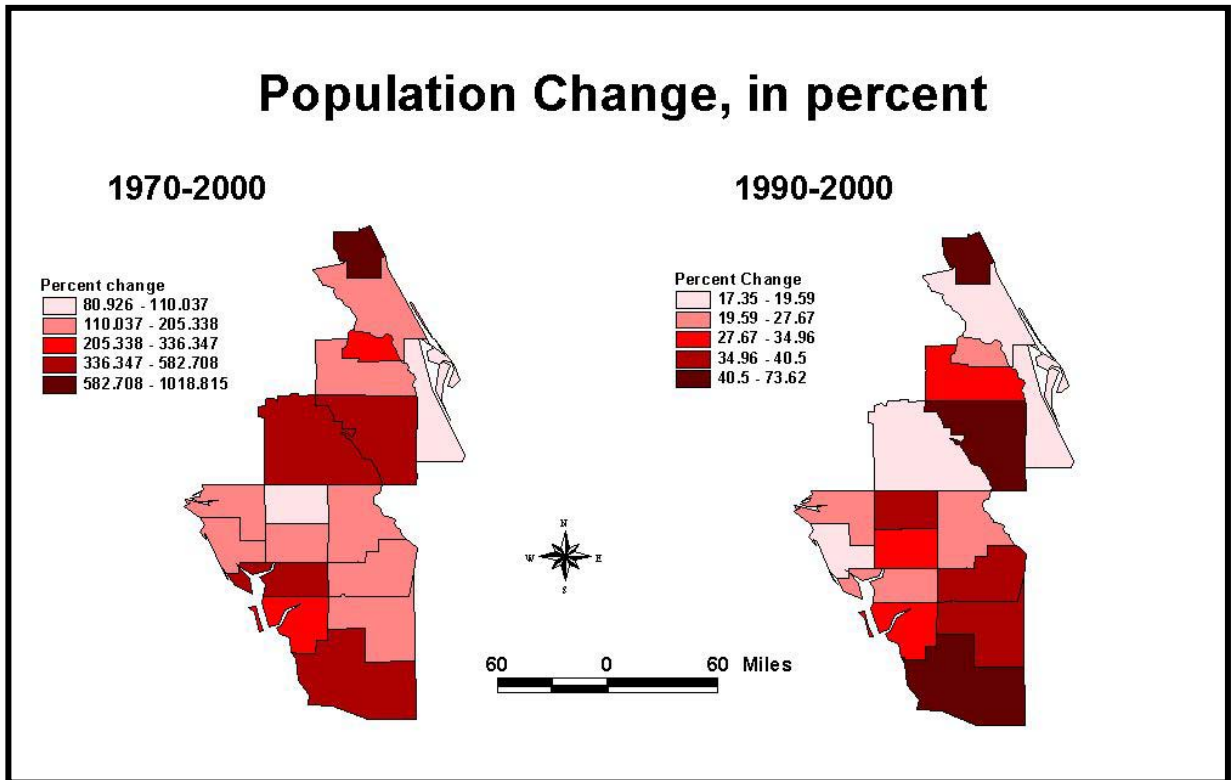 Population Change, in percent
1970-2000
Percent change
80.926 - 110.037
110.037 - 205.338
205.338 - 336.347
336.347 - 582.708
582.708 - 1018.815
1990-2000
Percent Change
17.35 - 19.59
19.59 - 27.67
27.67 - 34.96
34.96 - 40.5
40.5 - 73.62
N
W E
S
60 0 60 Miles